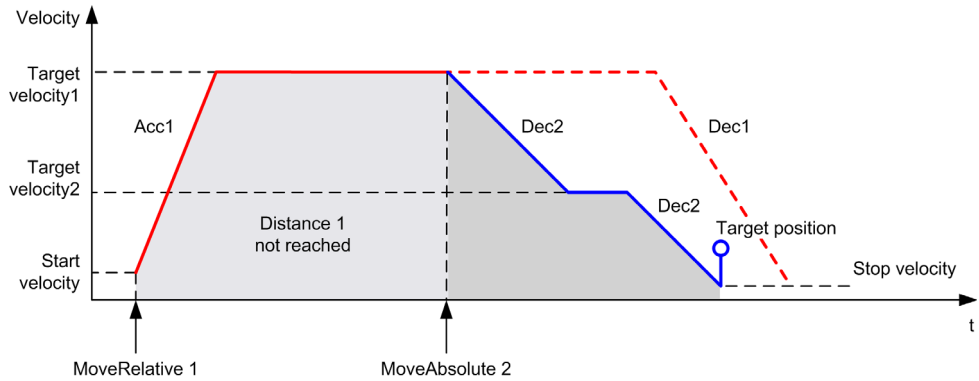 Velocity
Target
velocity1
Acc1
Dec2
Dec1
Target
velocity2
Dec2
Distance 1
not reached
Target position
Start
velocity
Stop velocity
t
MoveRelative 1
MoveAbsolute 2